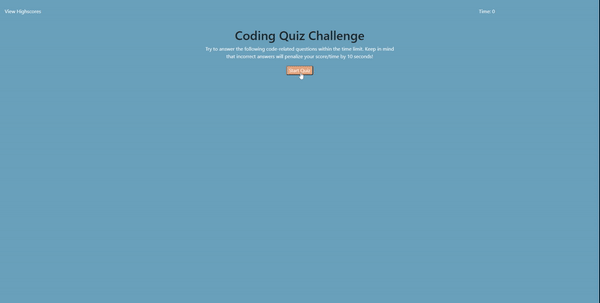 View Highscores
Time: 0
Coding Quiz Challenge
Try to answer the following code-related questions within the time limit. Keep in mind
that incorrect answers will penalize your score/time by 10 seconds!
Start Quiz